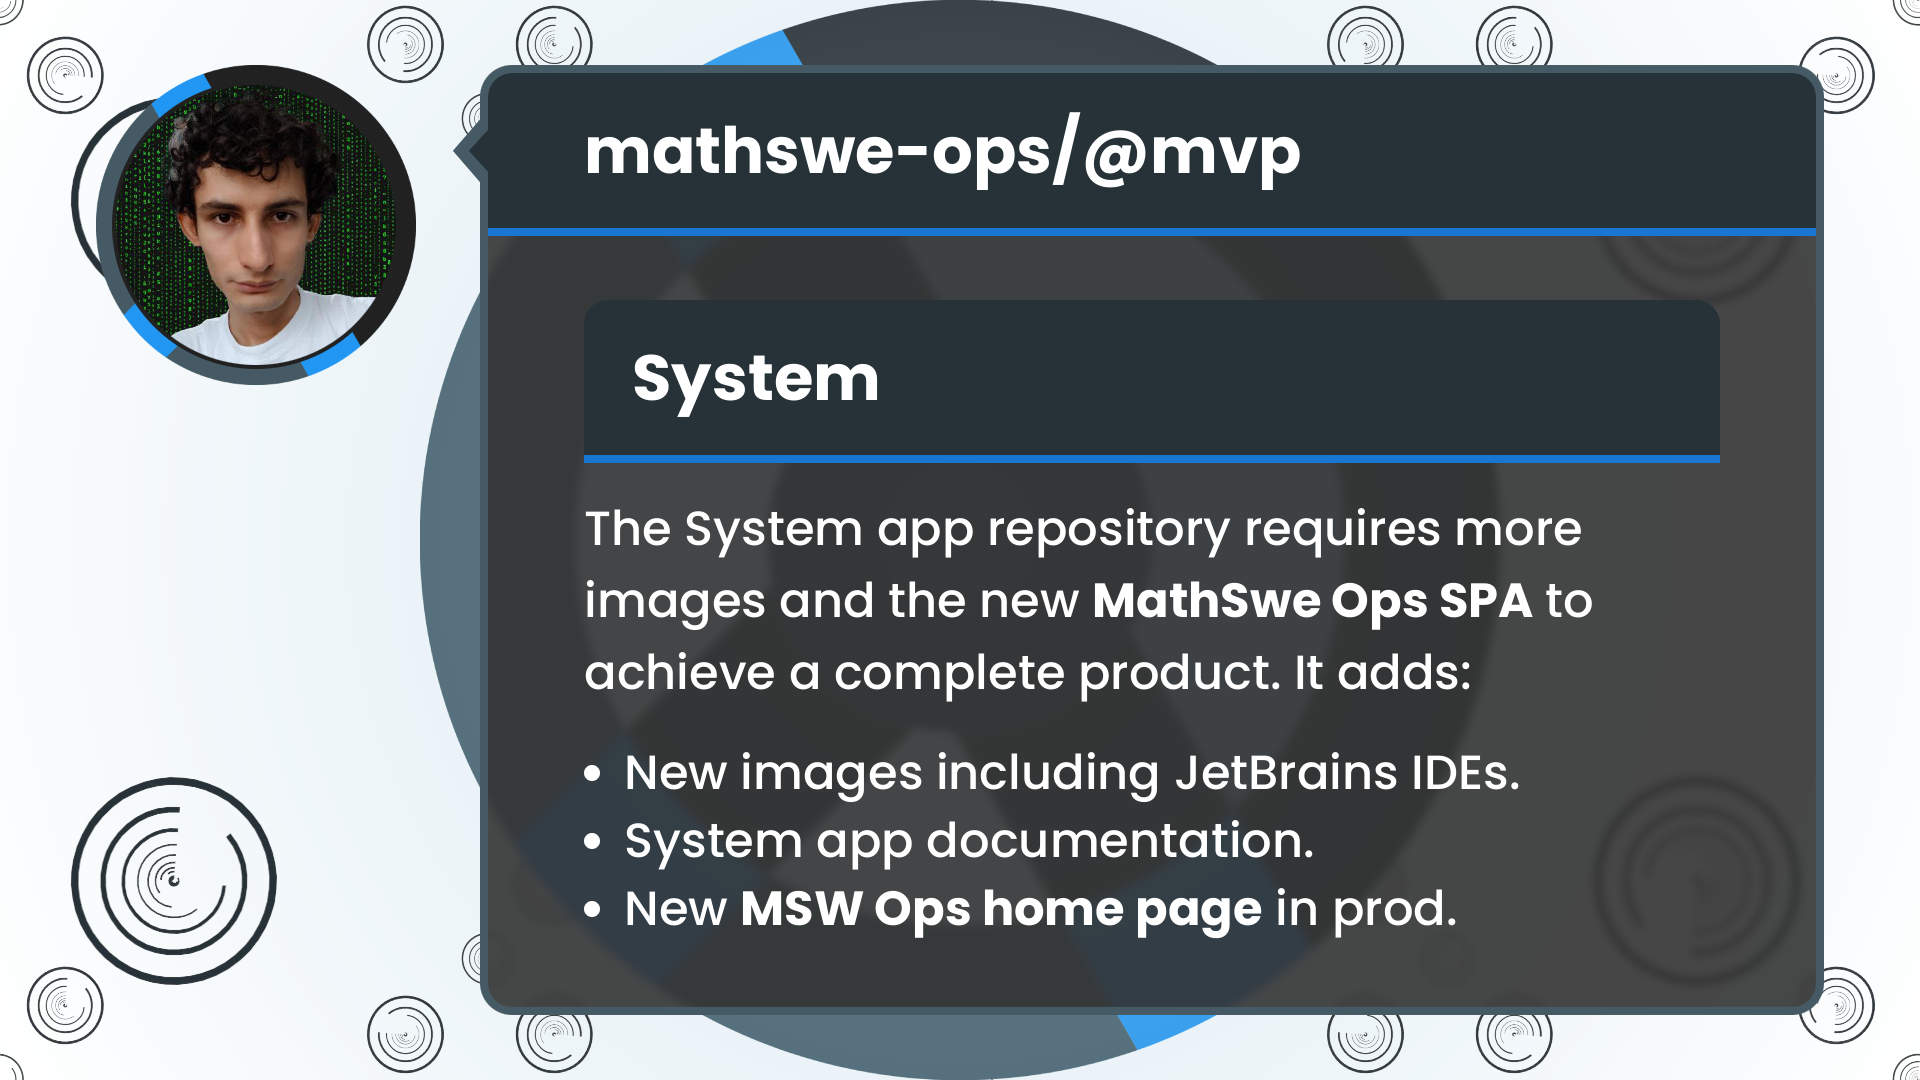 mathswe-ops/@mvp
System
The System app repository requires more
images and the new MathSwe Ops SPA to
achieve a complete product. It adds:
• New images including JetBrains IDEs.
• System app documentation.
• New MSW Ops home page in prod.